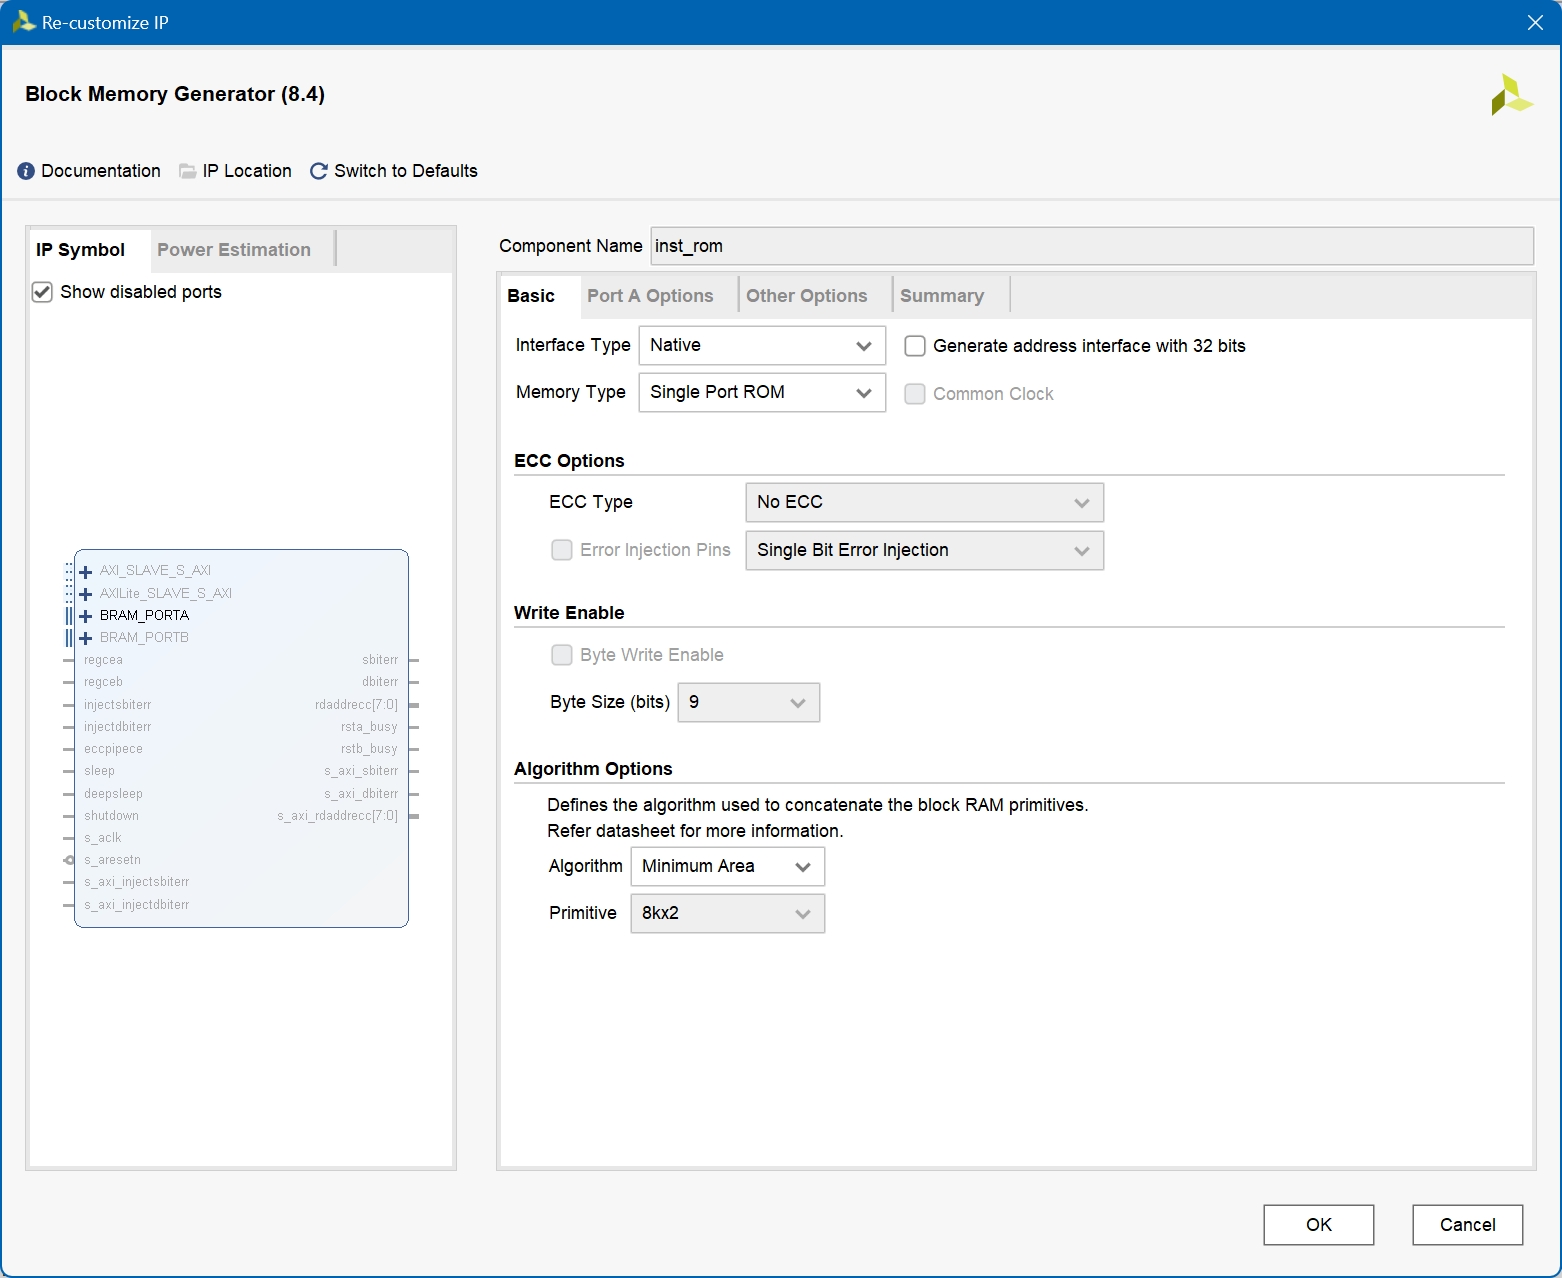 Re-customize IP
Block Memory Generator (8.4)
Documentation IP Location Switch to Defaults
IP Symbol Power Estimation
Show disabled ports
AXI_SLAVE_S_AXI
AXILite_SLAVE_S_AXI
BRAM_PORTA
BRAM_PORTB
regcea sbiterr
regceb dbiterr
injectsbiterr rdaddrecc[7:0]
injectdbiterr rsta_busy
eccpipece rstb_busy
sleep s_axi_sbiterr
deepsleep s_axi_dbiterr
shutdown s_axi_rdaddrecc[7:0]
s_aclk
s_aresetn
s_axi_injectsbiterr
s_axi_injectdbiterr
Component Name inst_rom
Basic Port A Options Other Options Summary
Interface Type Native Generate address interface with 32 bits
Memory Type Single Port ROM Common Clock
ECC Options
ECC Type No ECC
Error Injection Pins Single Bit Error Injection
Write Enable
Byte Write Enable
Byte Size (bits) 9
Algorithm Options
Defines the algorithm used to concatenate the block RAM primitives.
Refer datasheet for more information.
Algorithm Minimum Area
Primitive 8kx2
OK Cancel